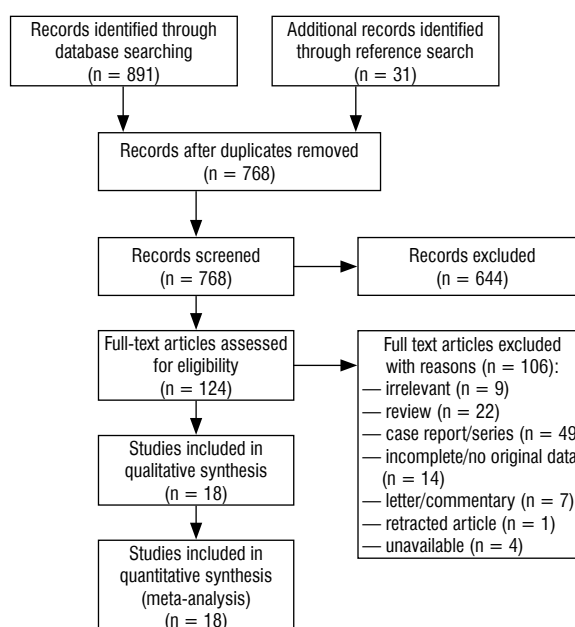 Records identified through
database searching
(n = 891)
Additional records identified
through reference search
(n = 31)
Records after duplicates removed
(n = 768)
Records screened
(n = 768)
Records excluded
(n = 644)
Full-text articles assessed
for eligibility
(n = 124)
Full text articles excluded
with reasons (n = 106):
— irrelevant (n = 9)
— review (n = 22)
— case report/series (n = 49)
— incomplete/no original data
(n = 14)
— letter/commentary (n = 7)
— retracted article (n = 1)
— unavailable (n = 4)
Studies included in
qualitative synthesis
(n = 18)
Studies included in
quantitative synthesis
(meta-analysis)
(n = 18)